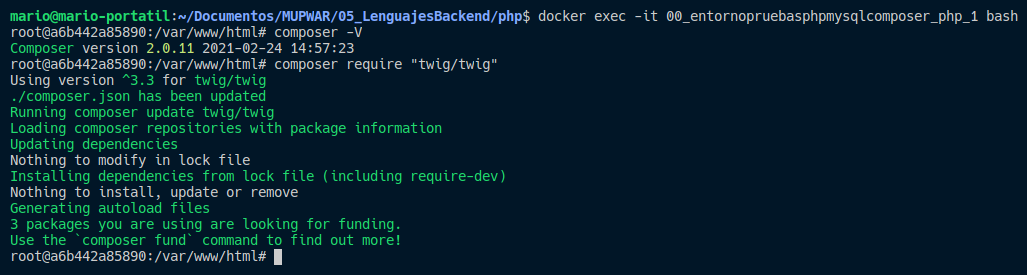 mario@mario-portatil:~/Documentos/MUPWAR/05_LenguajesBackend/php$ docker exec -it 00_entornopruebasphpmysqlcomposer_php_1 bash
root@a6b442a85890:/var/www/html# composer -V
Composer version 2.0.11 2021-02-24 14:57:23
root@a6b442a85890:/var/www/html# composer require "twig/twig"
Using version ^3.3 for twig/twig
./composer.json has been updated
Running composer update twig/twig
Loading composer repositories with package information
Updating dependencies
Nothing to modify in lock file
Installing dependencies from lock file (including require-dev)
Nothing to install, update or remove
Generating autoload files
3 packages you are using are looking for funding.
Use the `composer fund` command to find out more!
root@a6b442a85890:/var/www/html#